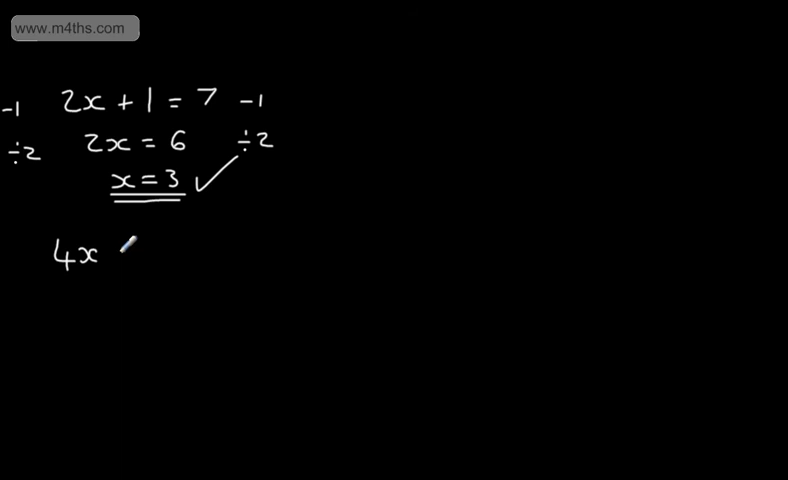 www.m4ths.com
-1 2x + 1 = 7 -1
÷2 2x = 6 ÷2
x = 3 ✓
4x